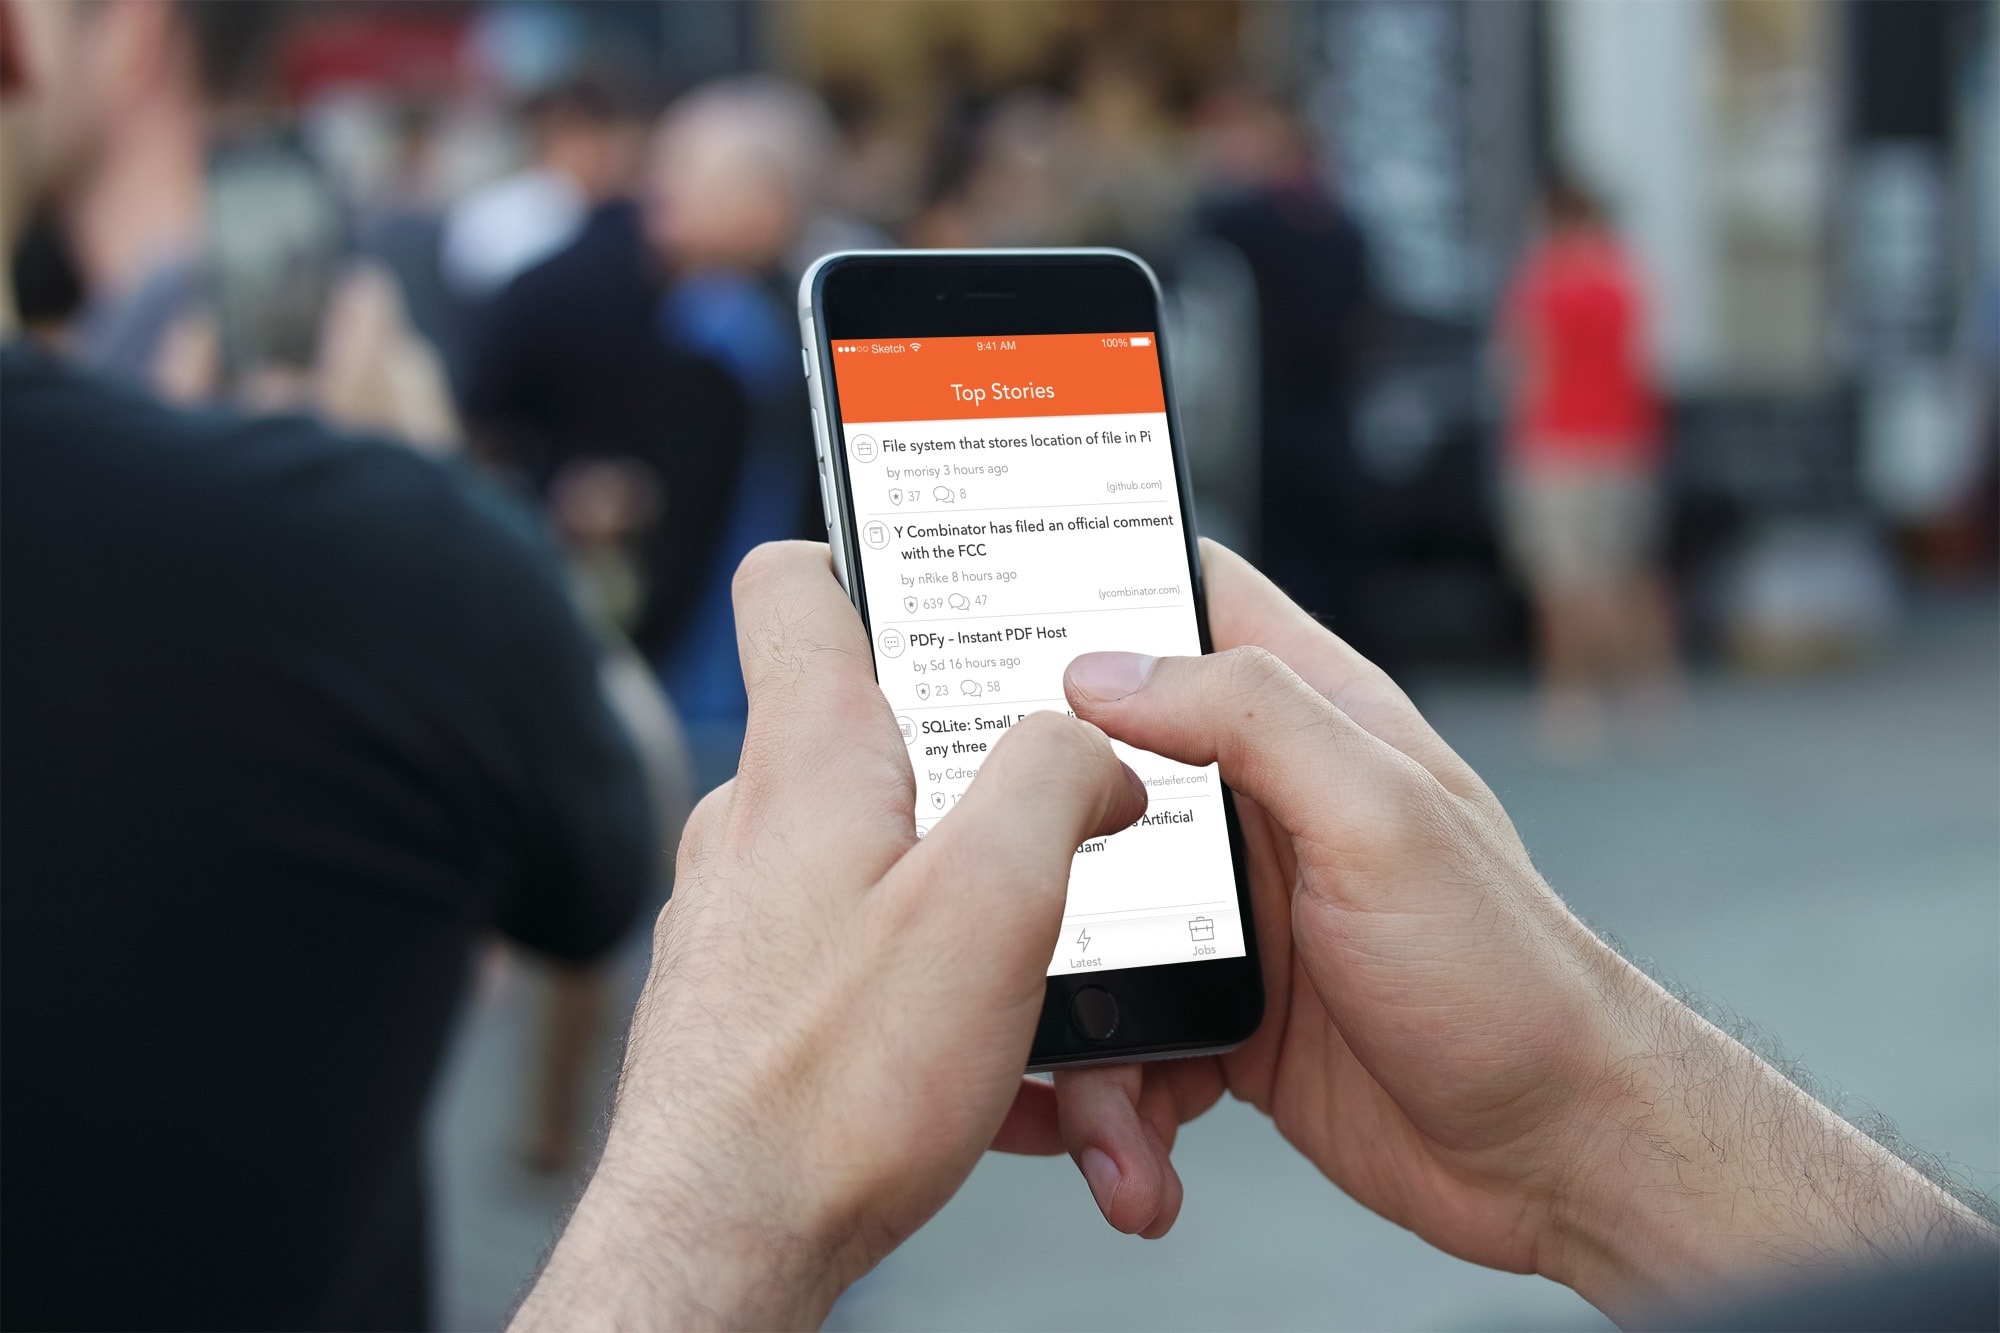 Sketch 9:41 AM 100%
Top Stories
File system that stores location of file in Pi
by morisy 3 hours ago
37 8 (github.com)
Y Combinator has filed an official comment
with the FCC
by nRike 8 hours ago
639 47 (ycombinator.com)
PDFy - Instant PDF Host
by Sd 16 hours ago
23 58
SQLite: Small.
any three
by
Artificial
Latest Jobs